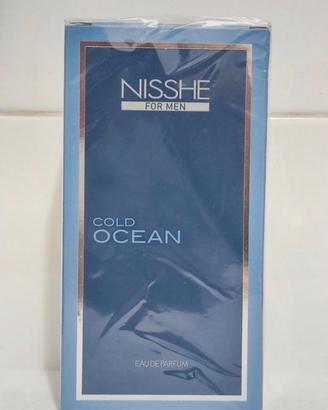 NISSHE
FOR MEN
COLD
OCEAN
EAU DE PARFUM